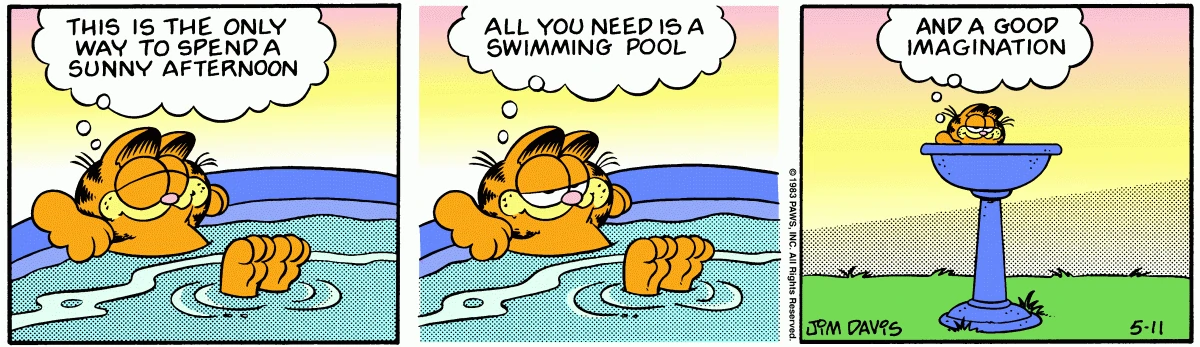 THIS IS THE ONLY
WAY TO SPEND A
SUNNY AFTERNOON
ALL YOU NEED IS A
SWIMMING POOL
© 1983 PAWS, INC. All Rights Reserved.
AND A GOOD
IMAGINATION
JIM DAVIS
5-11